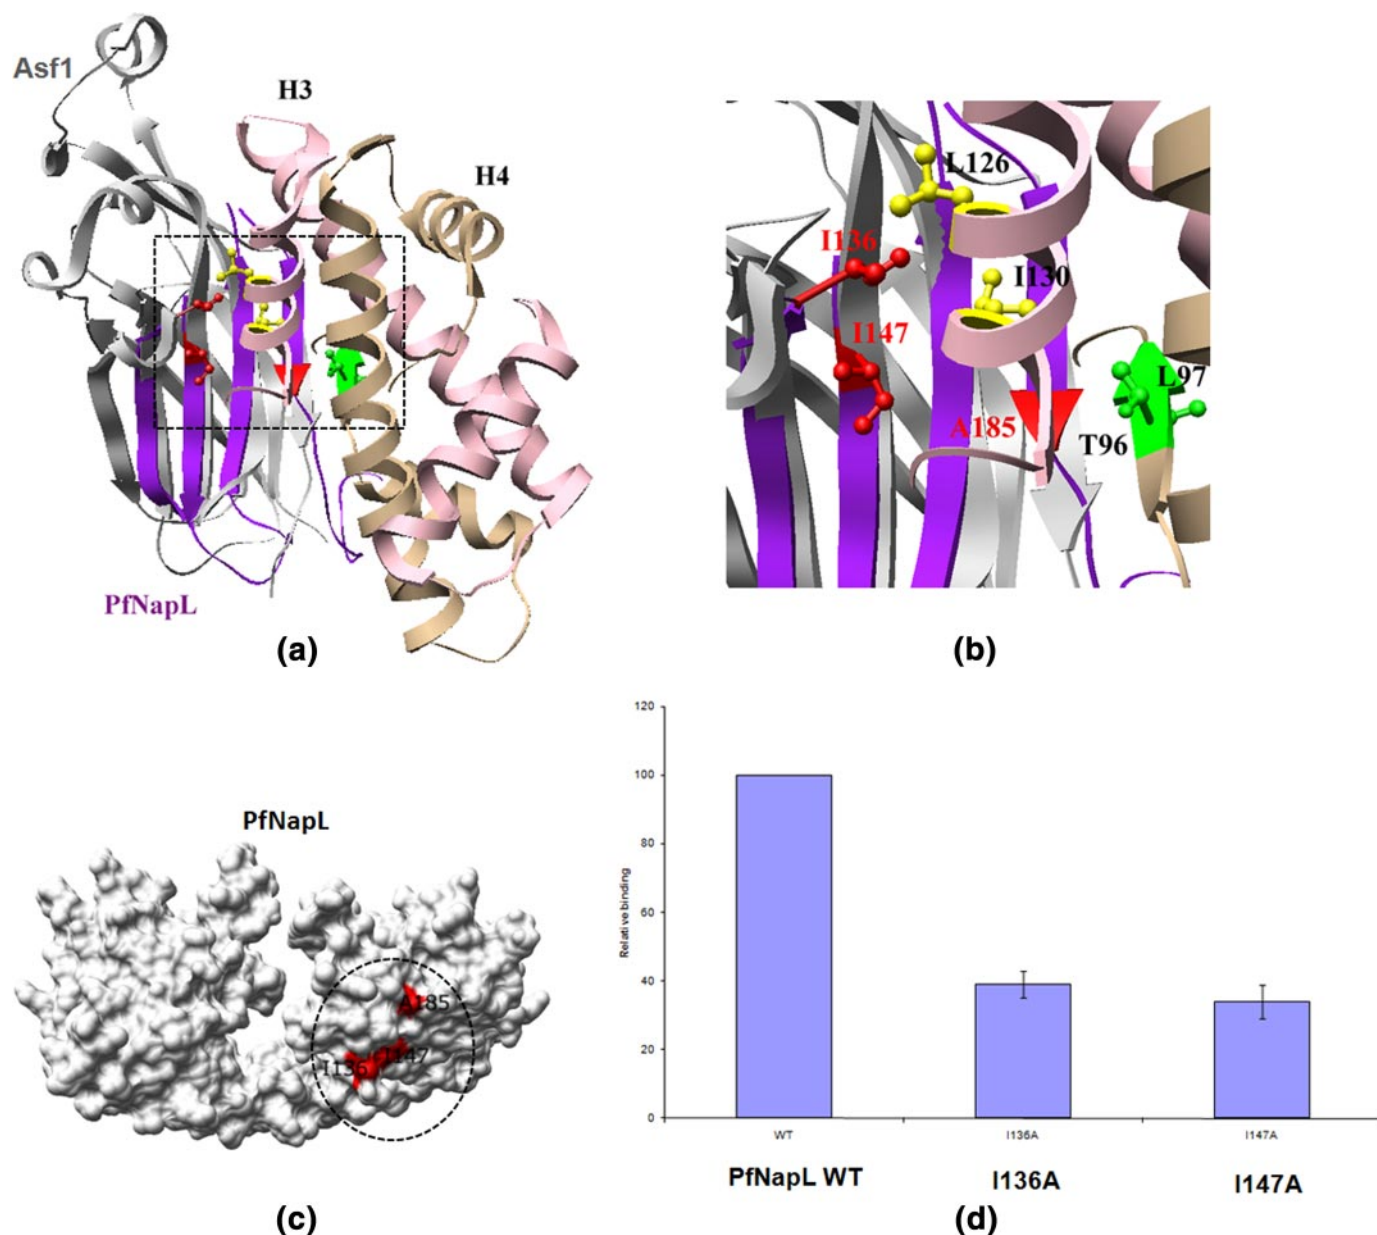 Asf1
H3
H4
PfNapL
(a)
L126
I136
I130
I147
L97
A185
T96
(b)
PfNapL
A185
I136 I147
(c)
120
100
80
60
40
20
0
Relative binding
WT
I136A
I147A
PfNapL WT
I136A
I147A
(d)